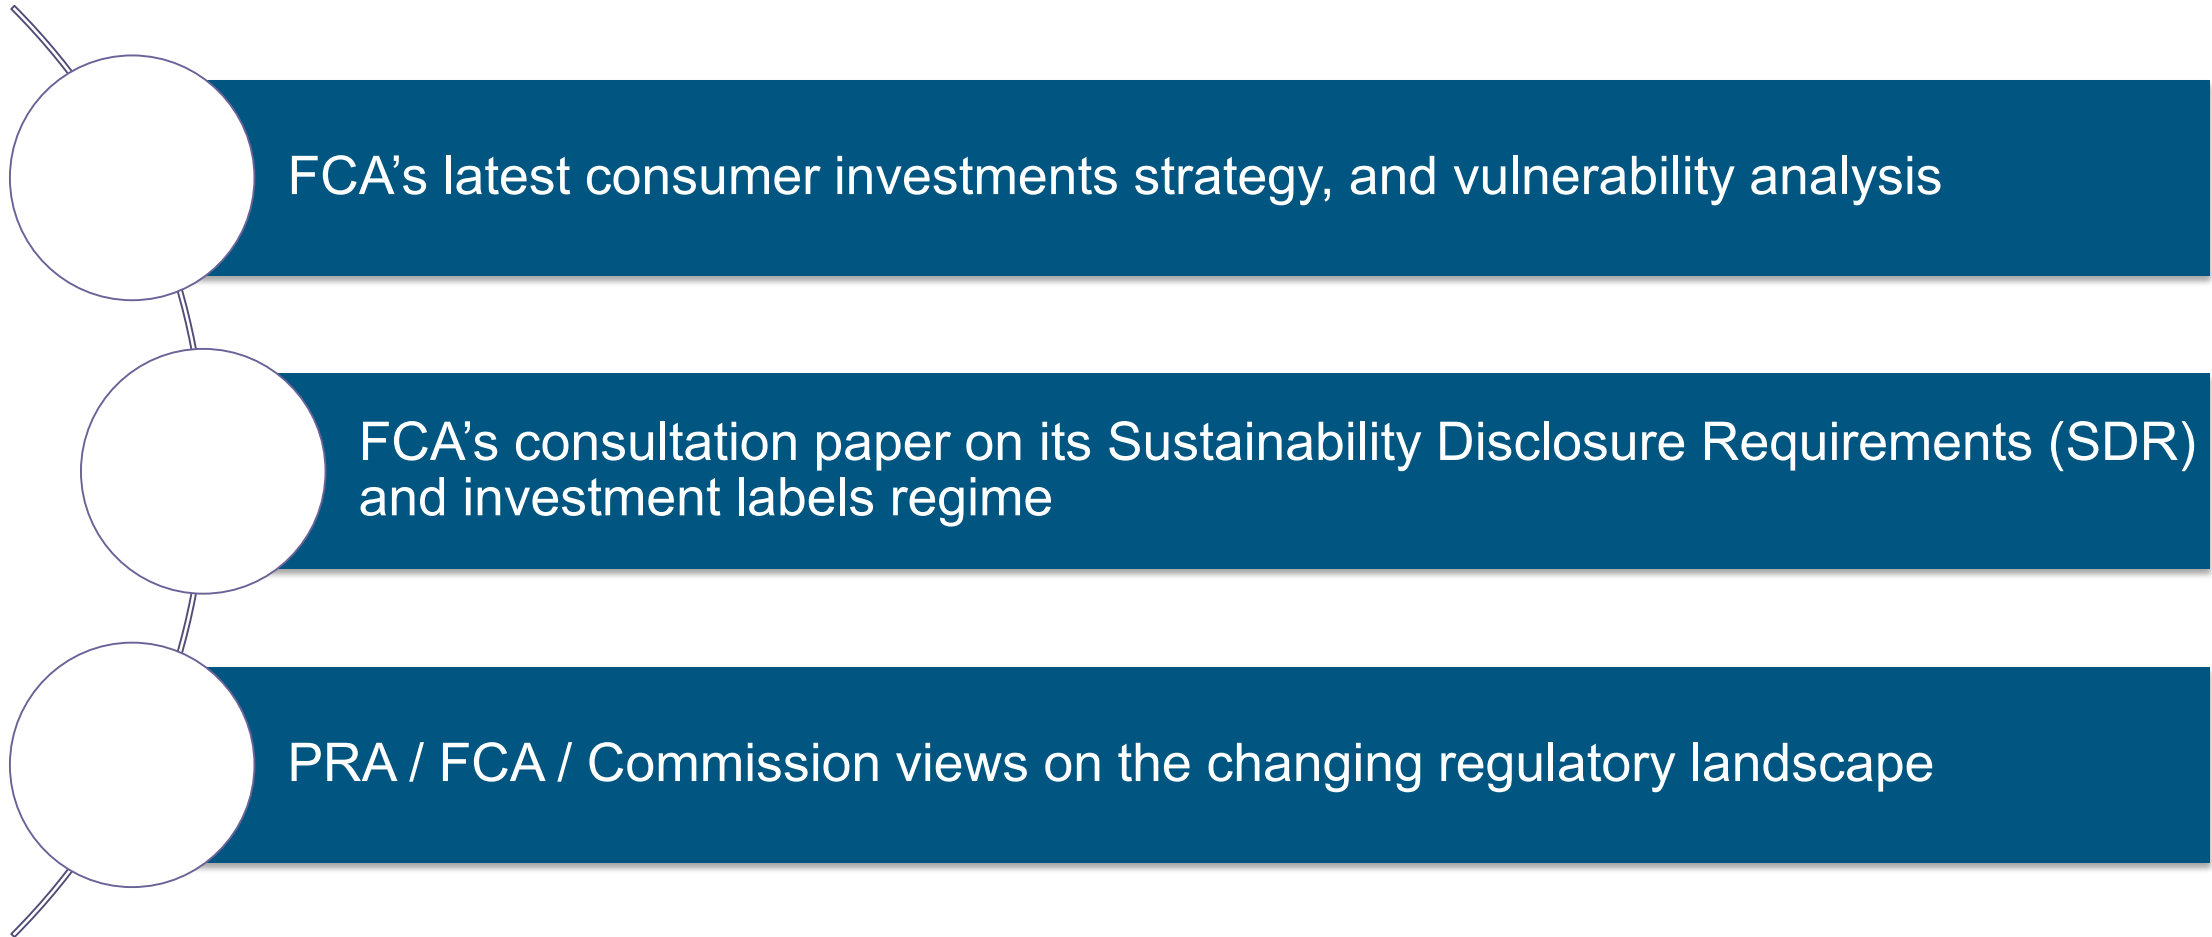 FCA’s latest consumer investments strategy, and vulnerability analysis
FCA’s consultation paper on its Sustainability Disclosure Requirements (SDR)
and investment labels regime
PRA / FCA / Commission views on the changing regulatory landscape